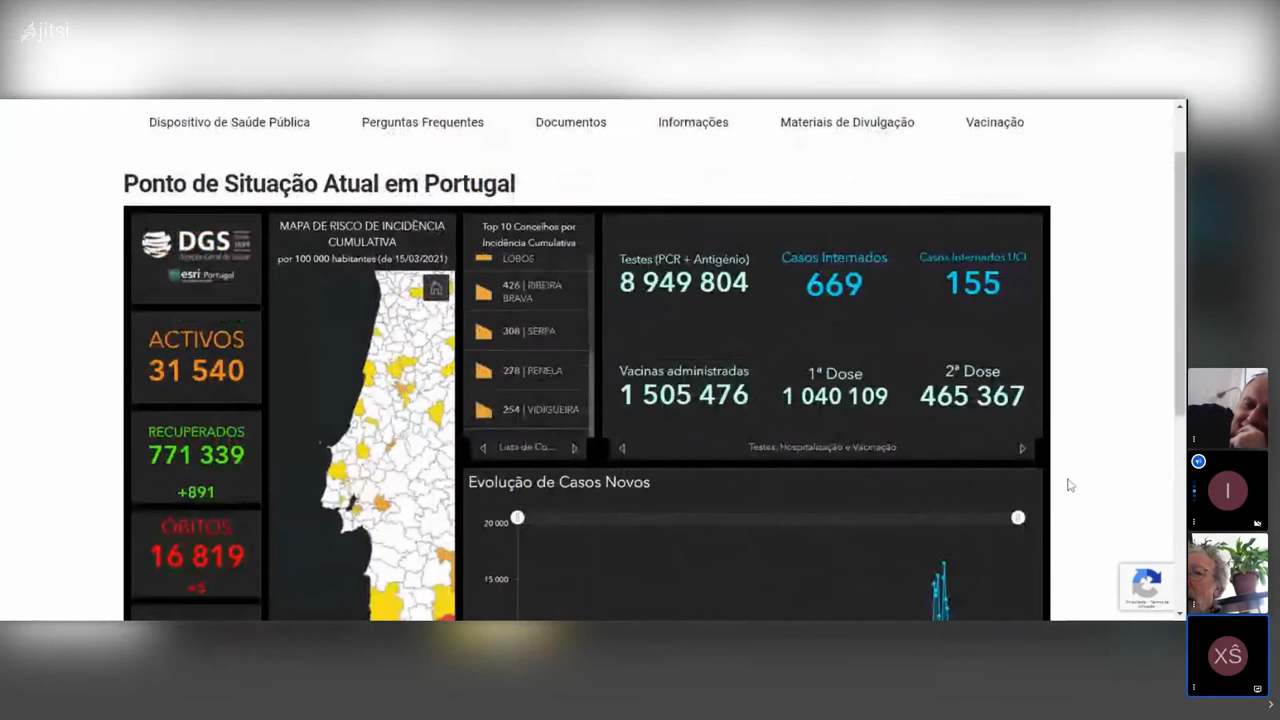 jitsi
Dispositivo de Saúde Pública
Perguntas Frequentes
Documentos
Informações
Materiais de Divulgação
Vacinação
Ponto de Situação Atual em Portugal
DGS
esri Portugal
ACTIVOS
31 540
RECUPERADOS
771 339
+891
ÓBITOS
16 819
+5
MAPA DE RISCO DE INCIDÊNCIA
CUMULATIVA
por 100 000 habitantes (de 15/03/2021)
Top 10 Concelhos por
Incidência Cumulativa
LOBOS
426 | RIBEIRA
BRAVA
308 | SERPA
278 | PENELA
254 | VIDIGUEIRA
Lista de Co...
Testes (PCR + Antigénio)
8 949 804
Casos Internados
669
Casos Internados UCI
155
Vacinas administradas
1 505 476
1ª Dose
1 040 109
2ª Dose
465 367
Testes, Hospitalização e Vacinação
Evolução de Casos Novos
20 000
15 000
I
XŜ